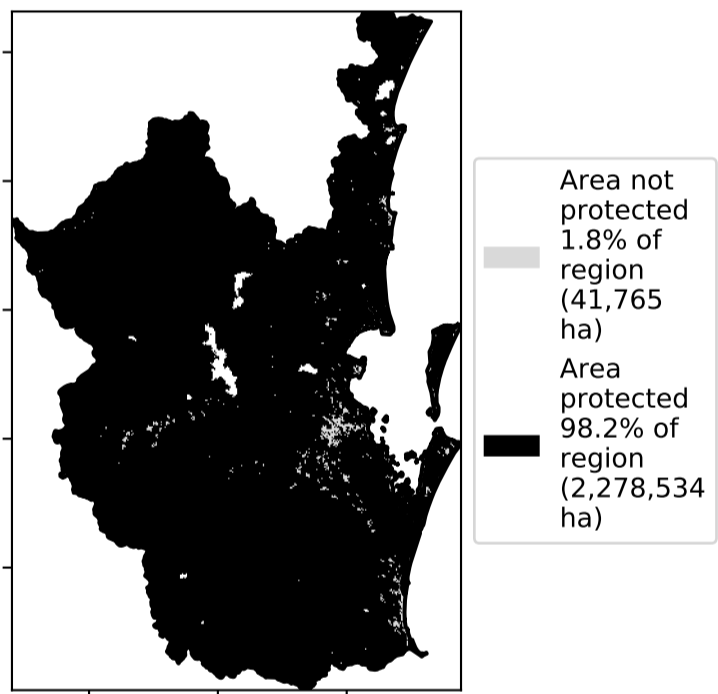 Area not
protected
1.8% of
region
(41,765
ha)
Area
protected
98.2% of
region
(2,278,534
ha)